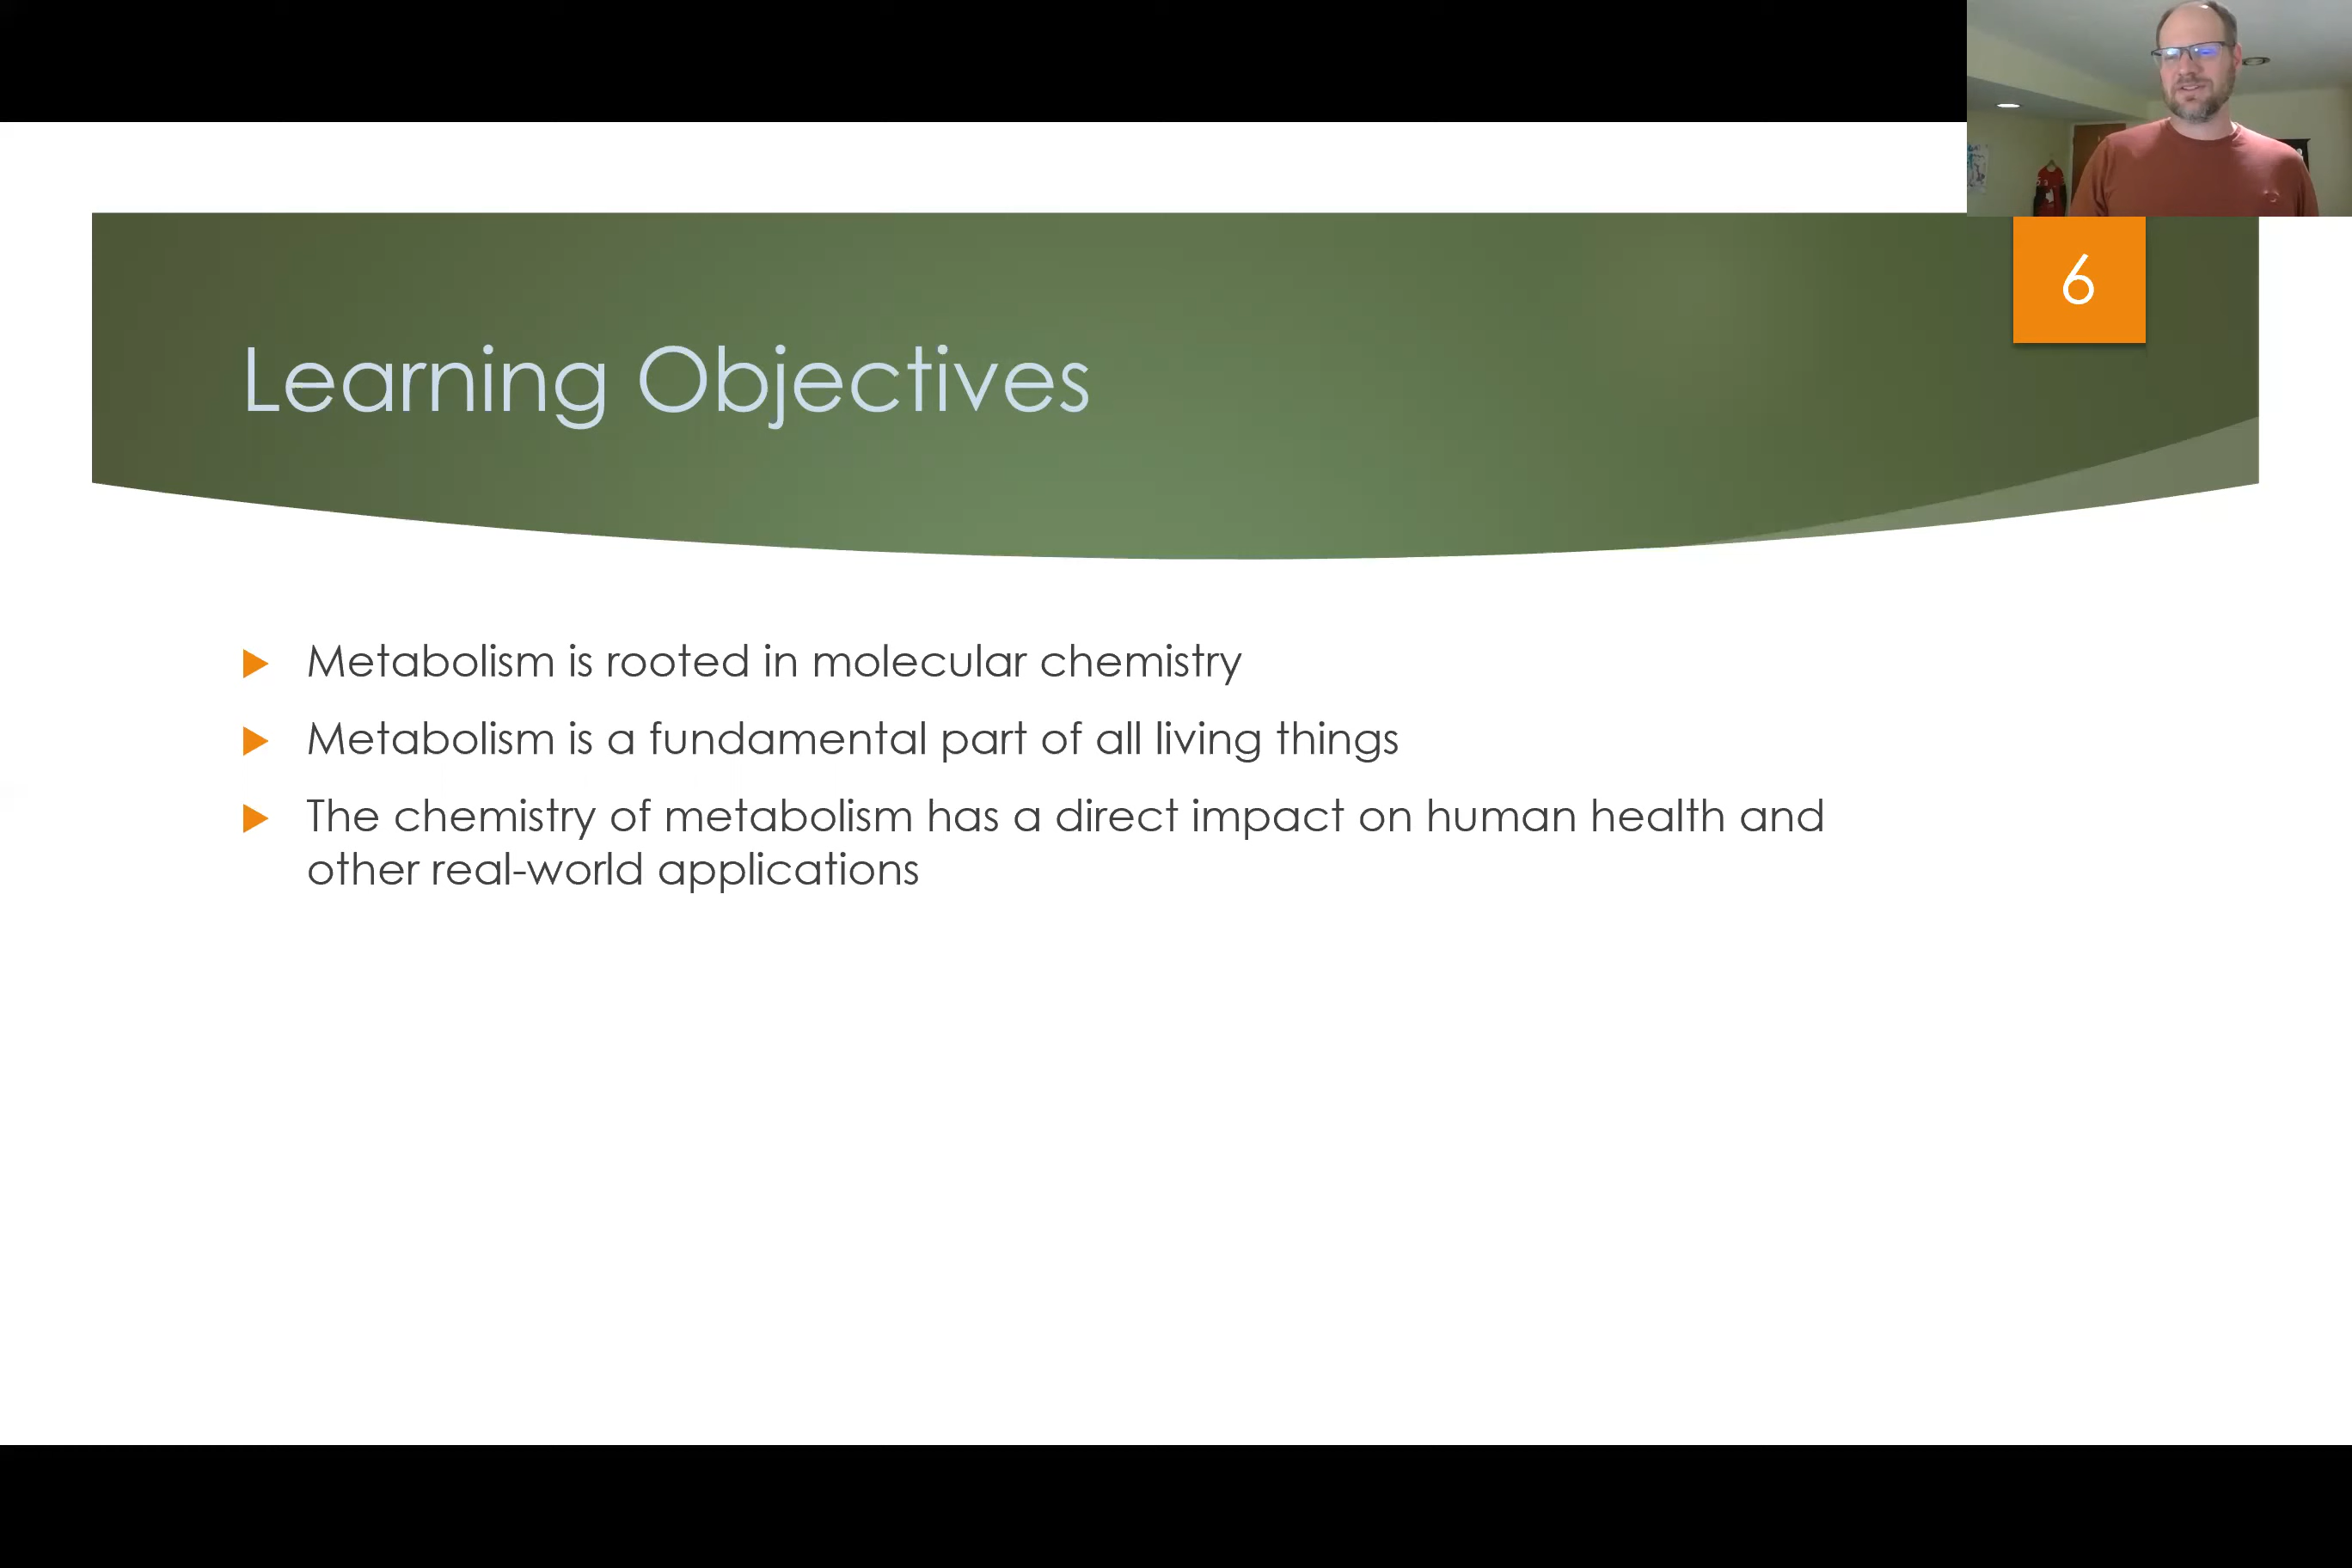 6
Learning Objectives
Metabolism is rooted in molecular chemistry
Metabolism is a fundamental part of all living things
The chemistry of metabolism has a direct impact on human health and
other real-world applications